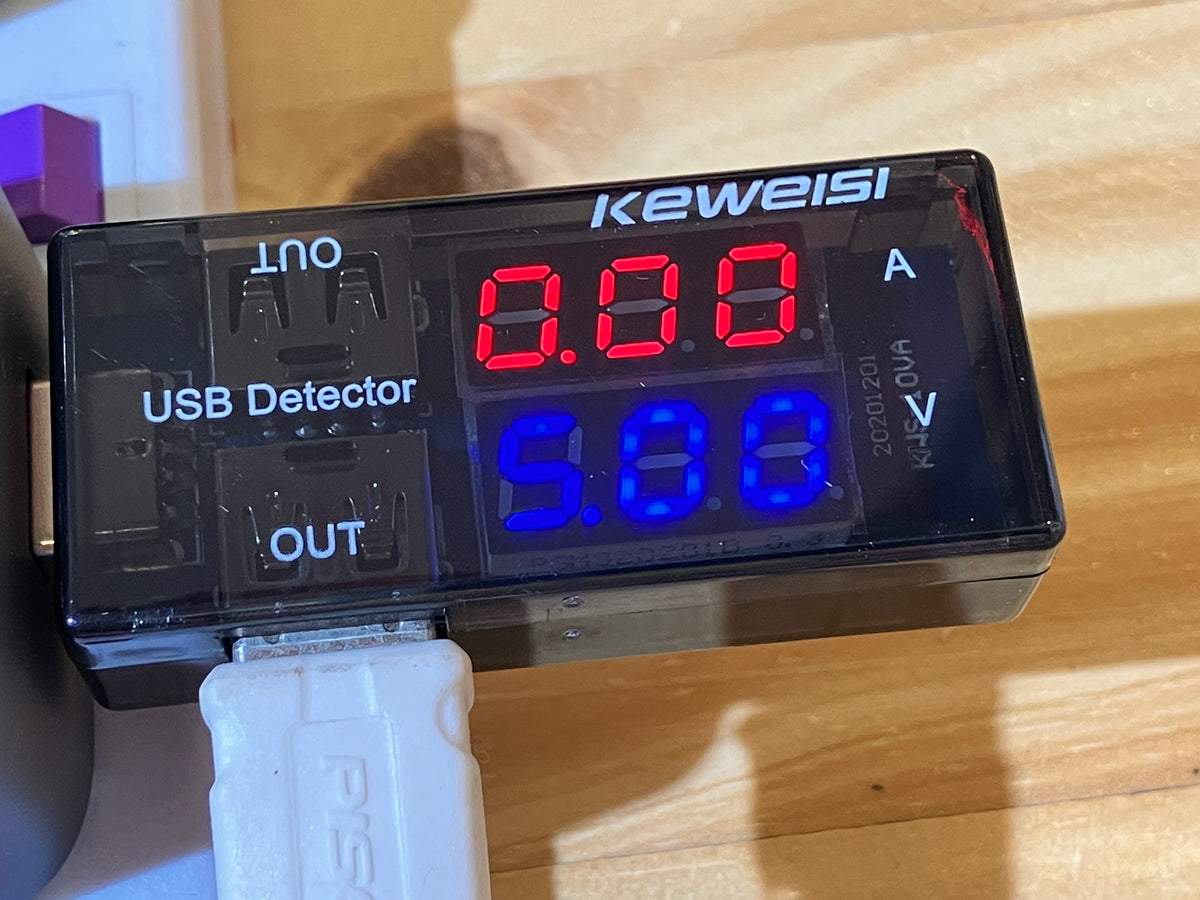 KEWEISI
OUT
0.00 A
USB Detector
5.00 V
OUT
20201201